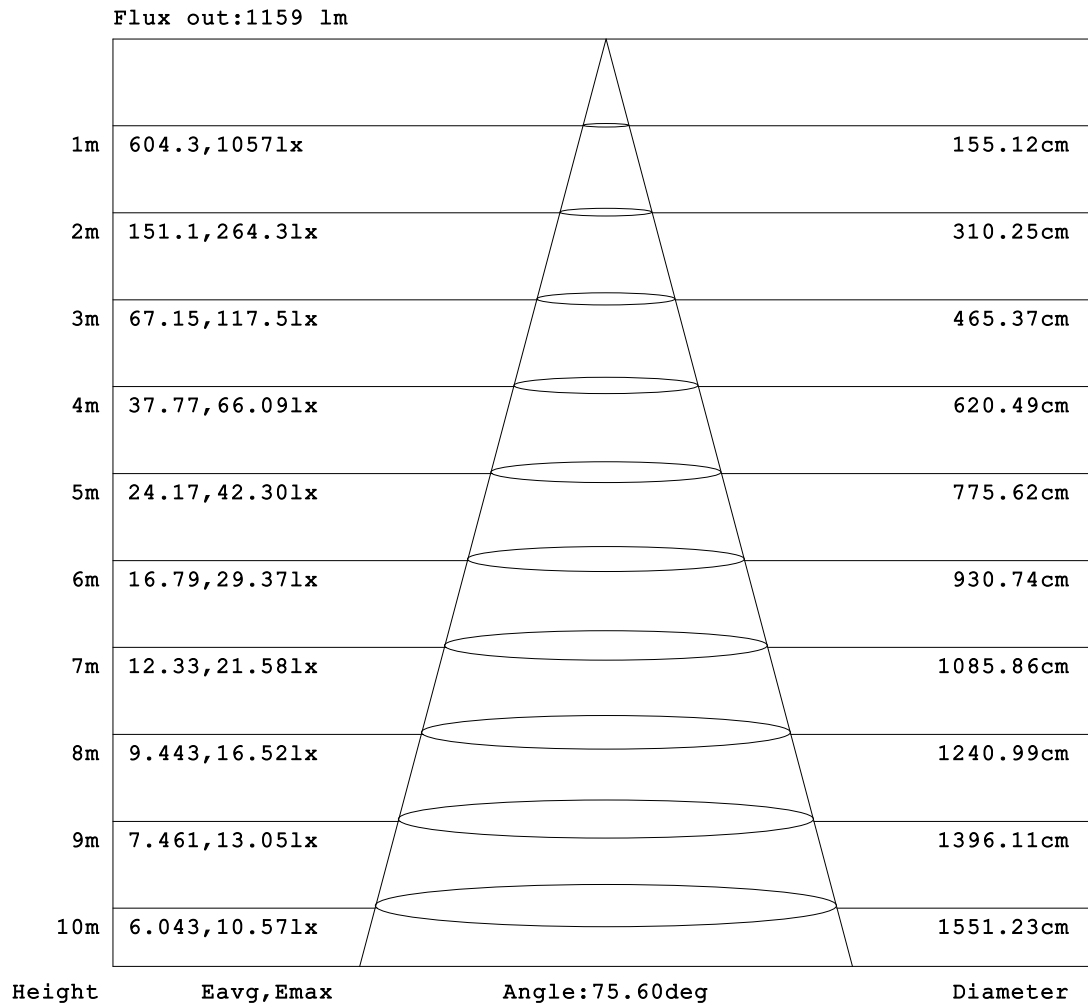 Flux out:1159 lm
1m 604.3,1057lx 155.12cm
2m 151.1,264.3lx 310.25cm
3m 67.15,117.5lx 465.37cm
4m 37.77,66.09lx 620.49cm
5m 24.17,42.30lx 775.62cm
6m 16.79,29.37lx 930.74cm
7m 12.33,21.58lx 1085.86cm
8m 9.443,16.52lx 1240.99cm
9m 7.461,13.05lx 1396.11cm
10m 6.043,10.57lx 1551.23cm
Height Eavg,Emax Angle:75.60deg Diameter